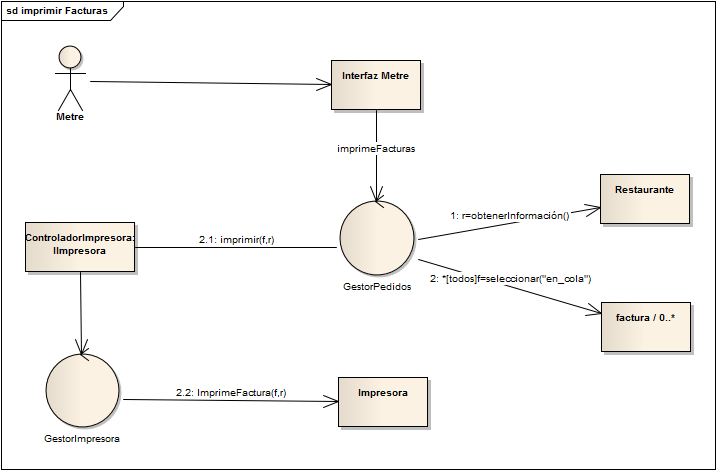 sd imprimir Facturas
Metre
Interfaz Metre
imprimeFacturas
GestorPedidos
1: r=obtenerInformación()
Restaurante
2: *[todos]f=seleccionar("en_cola")
factura / 0..*
2.1: imprimir(f,r)
ControladorImpresora:
IImpresora
GestorImpresora
2.2: ImprimeFactura(f,r)
Impresora